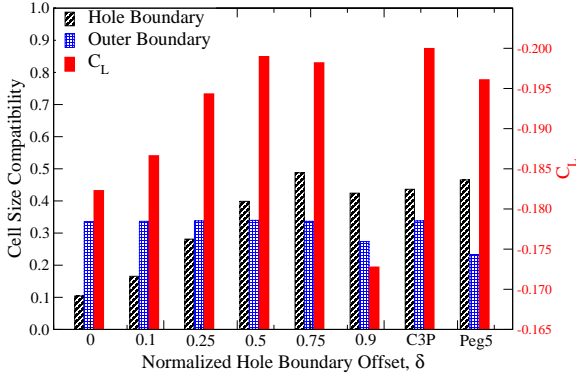 Hole Boundary
Outer Boundary
C_L
Cell Size Compatibility
1.0
0.9
0.8
0.7
0.6
0.5
0.4
0.3
0.2
0.1
0.0
-0.200
-0.195
-0.190
-0.185
-0.180
-0.175
-0.170
-0.165
C_L
0 0.1 0.25 0.5 0.75 0.9 C3P Peg5
Normalized Hole Boundary Offset, δ